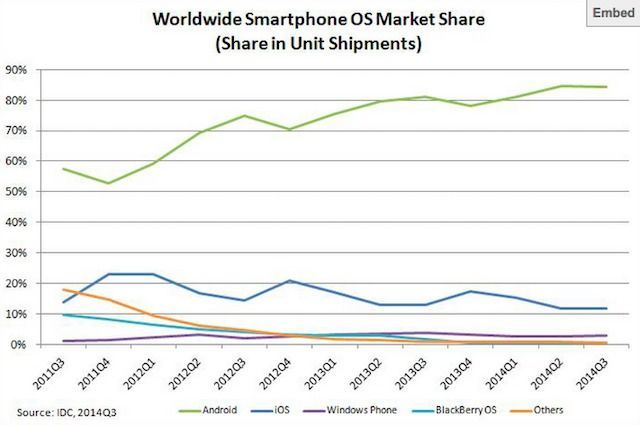 Worldwide Smartphone OS Market Share
(Share in Unit Shipments)
Embed
90%
80%
70%
60%
50%
40%
30%
20%
10%
0%
2011Q3
2011Q4
2012Q1
2012Q2
2012Q3
2012Q4
2013Q1
2013Q2
2013Q3
2013Q4
2014Q1
2014Q2
2014Q3
Source: IDC, 2014Q3
Android
iOS
Windows Phone
BlackBerry OS
Others